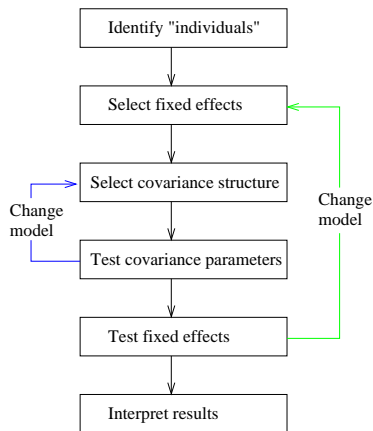 Identify "individuals"
Select fixed effects
Select covariance structure
Change
model
Change
model
Test covariance parameters
Test fixed effects
Interpret results